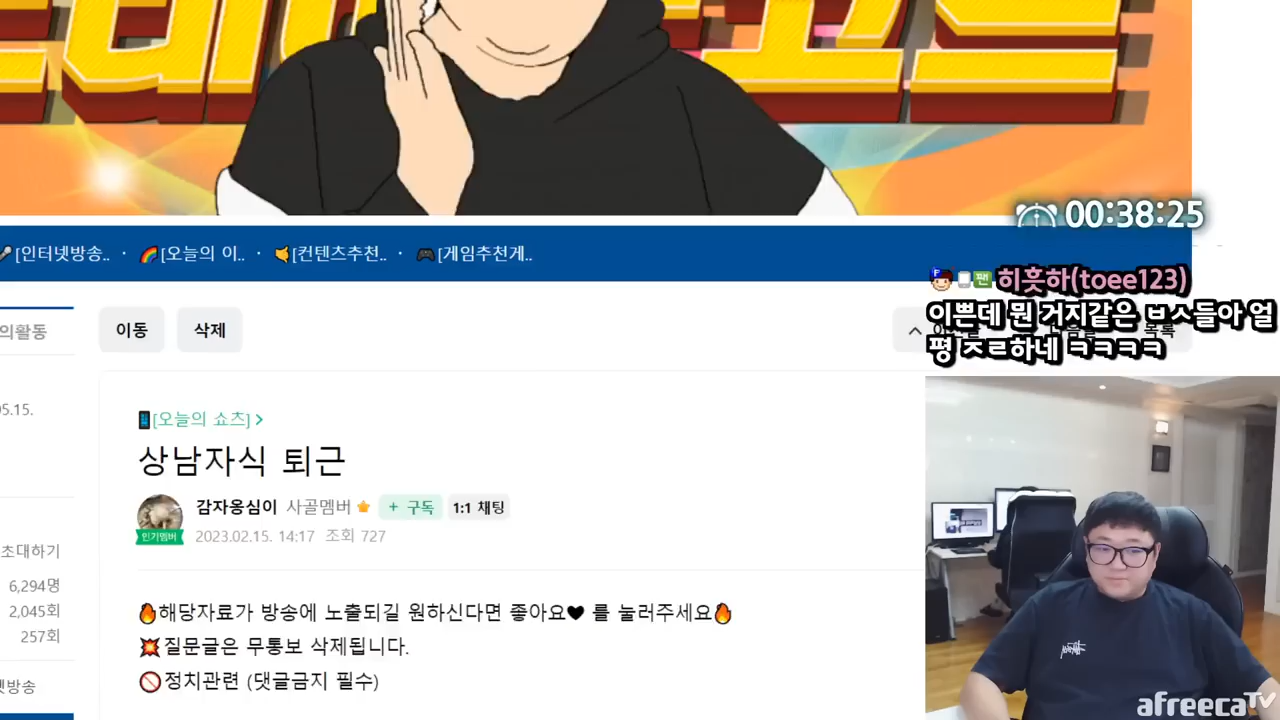 00:38:25
[인터넷방송.. · [오늘의 이.. · [컨텐츠추천.. · [게임추천게..
히흣하(toee123)
이쁜데 뭔 거지같은 ㅂㅅ들아 얼
평 ㅈㄹ하네 ㅋㅋㅋㅋ
의활동
이동 삭제
목록
05.15.
[오늘의 쇼츠] >
상남자식 퇴근
감자옹심이 사골멤버 + 구독 1:1 채팅
인기멤버
2023.02.15. 14:17 조회 727
초대하기
6,294명
2,045회
257회
넷방송
해당자료가 방송에 노출되길 원하신다면 좋아요♥ 를 눌러주세요
질문글은 무통보 삭제됩니다.
정치관련 (댓글금지 필수)
afreecaTV